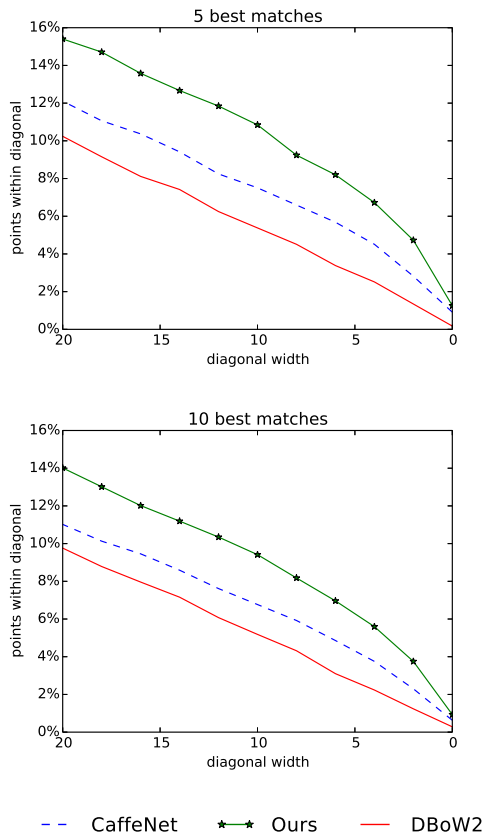 5 best matches
16%
14%
12%
10%
8%
6%
4%
2%
0%
points within diagonal
20 15 10 5 0
diagonal width
10 best matches
16%
14%
12%
10%
8%
6%
4%
2%
0%
points within diagonal
20 15 10 5 0
diagonal width
CaffeNet Ours DBoW2